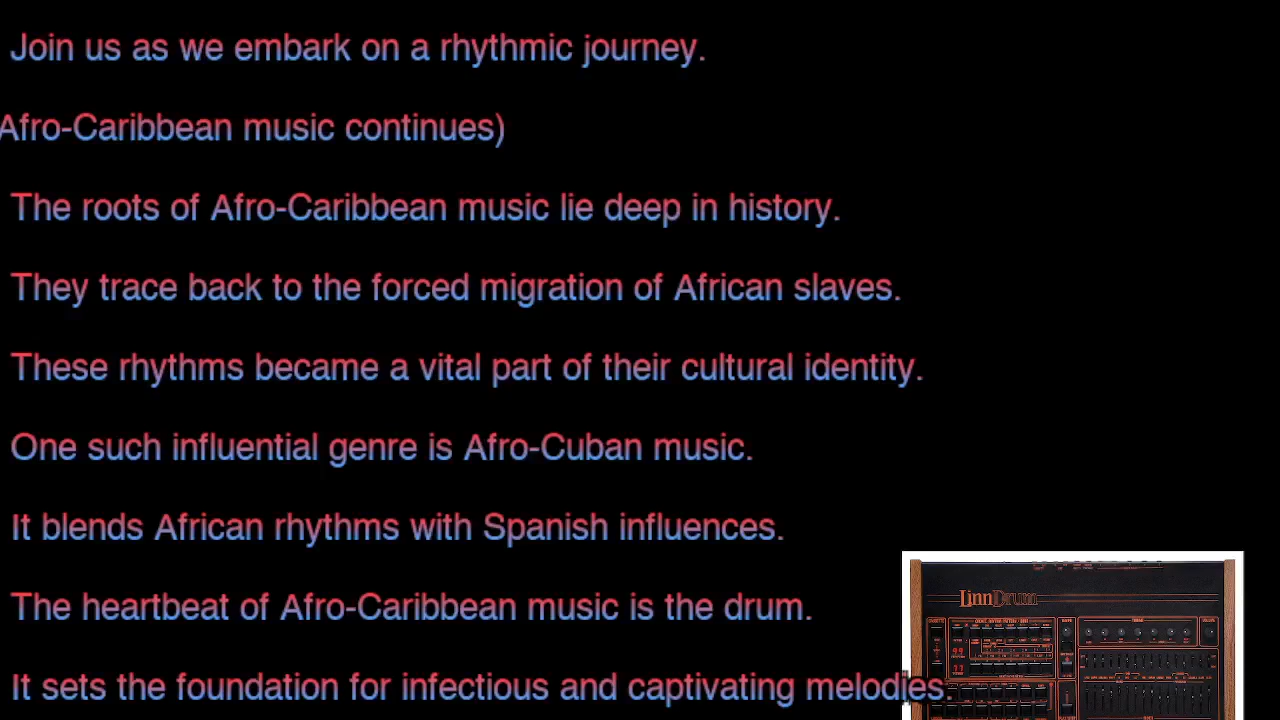 Join us as we embark on a rhythmic journey.
Afro-Caribbean music continues)
The roots of Afro-Caribbean music lie deep in history.
They trace back to the forced migration of African slaves.
These rhythms became a vital part of their cultural identity.
One such influential genre is Afro-Cuban music.
It blends African rhythms with Spanish influences.
The heartbeat of Afro-Caribbean music is the drum.
It sets the foundation for infectious and captivating melodies.
LinnDrum